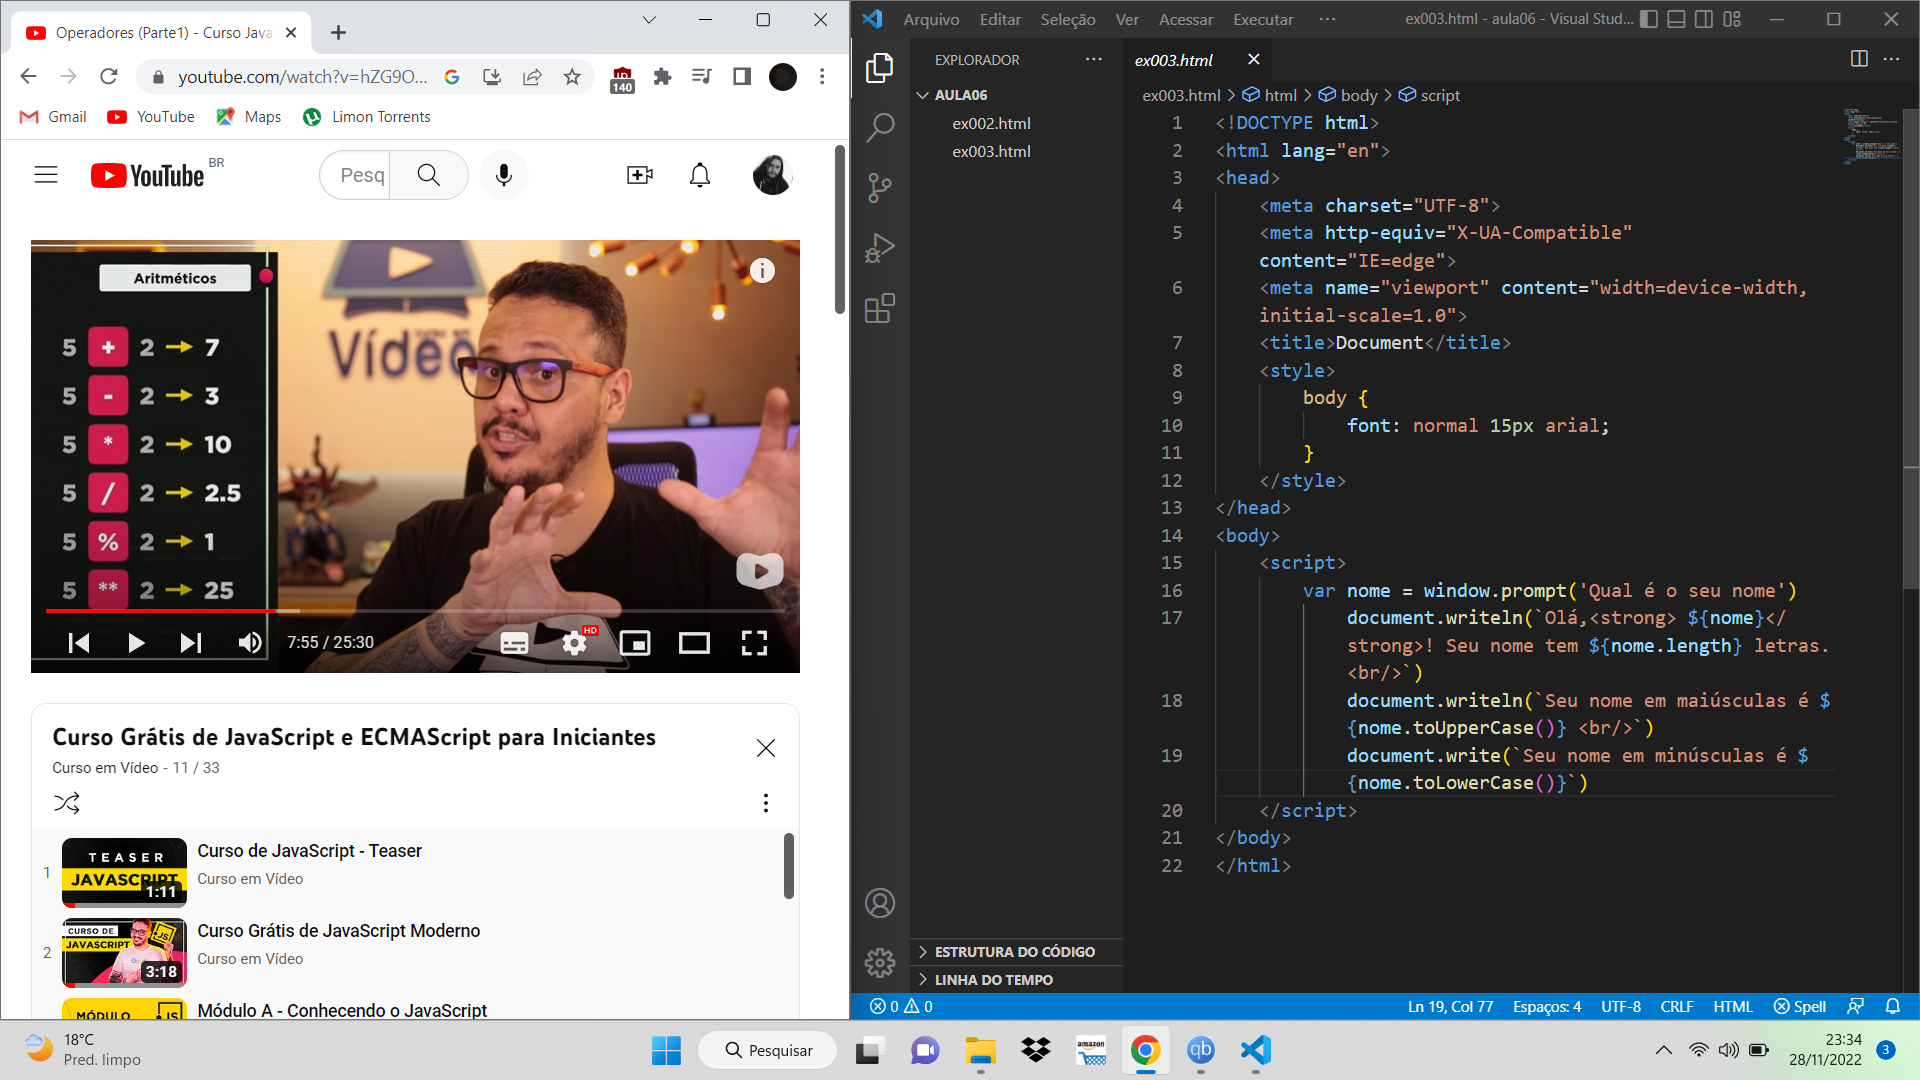 Operadores (Parte1) - Curso Java
youtube.com/watch?v=hZG9O...
140
Gmail
YouTube
Maps
Limon Torrents
YouTube BR
Pesq
Aritméticos
5 + 2 → 7
5 - 2 → 3
5 * 2 → 10
5 / 2 → 2.5
5 % 2 → 1
5 ** 2 → 25
Vídeo
7:55 / 25:30
HD
Curso Grátis de JavaScript e ECMAScript para Iniciantes
Curso em Vídeo - 11 / 33
1
TEASER
JAVASCRIPT
1:11
Curso de JavaScript - Teaser
Curso em Vídeo
2
CURSO DE
JAVASCRIPT
JS
3:18
Curso Grátis de JavaScript Moderno
Curso em Vídeo
MÓDULO
JS
Módulo A - Conhecendo o JavaScript
Arquivo Editar Seleção Ver Acessar Executar ···
ex003.html - aula06 - Visual Stud...
EXPLORADOR
AULA06
ex002.html
ex003.html
ESTRUTURA DO CÓDIGO
LINHA DO TEMPO
ex003.html
ex003.html > html > body > script
1 <!DOCTYPE html>
2 <html lang="en">
3 <head>
4 <meta charset="UTF-8">
5 <meta http-equiv="X-UA-Compatible"
content="IE=edge">
6 <meta name="viewport" content="width=device-width,
initial-scale=1.0">
7 <title>Document</title>
8 <style>
9 body {
10 font: normal 15px arial;
11 }
12 </style>
13 </head>
14 <body>
15 <script>
16 var nome = window.prompt('Qual é o seu nome')
17 document.writeln(`Olá,<strong> ${nome}</
strong>! Seu nome tem ${nome.length} letras.
<br/>`)
18 document.writeln(`Seu nome em maiúsculas é $
{nome.toUpperCase()} <br/>`)
19 document.write(`Seu nome em minúsculas é $
{nome.toLowerCase()}`)
20 </script>
21 </body>
22 </html>
0 0
Ln 19, Col 77
Espaços: 4
UTF-8
CRLF
HTML
Spell
18°C
Pred. limpo
Pesquisar
amazon
qb
23:34
28/11/2022
3